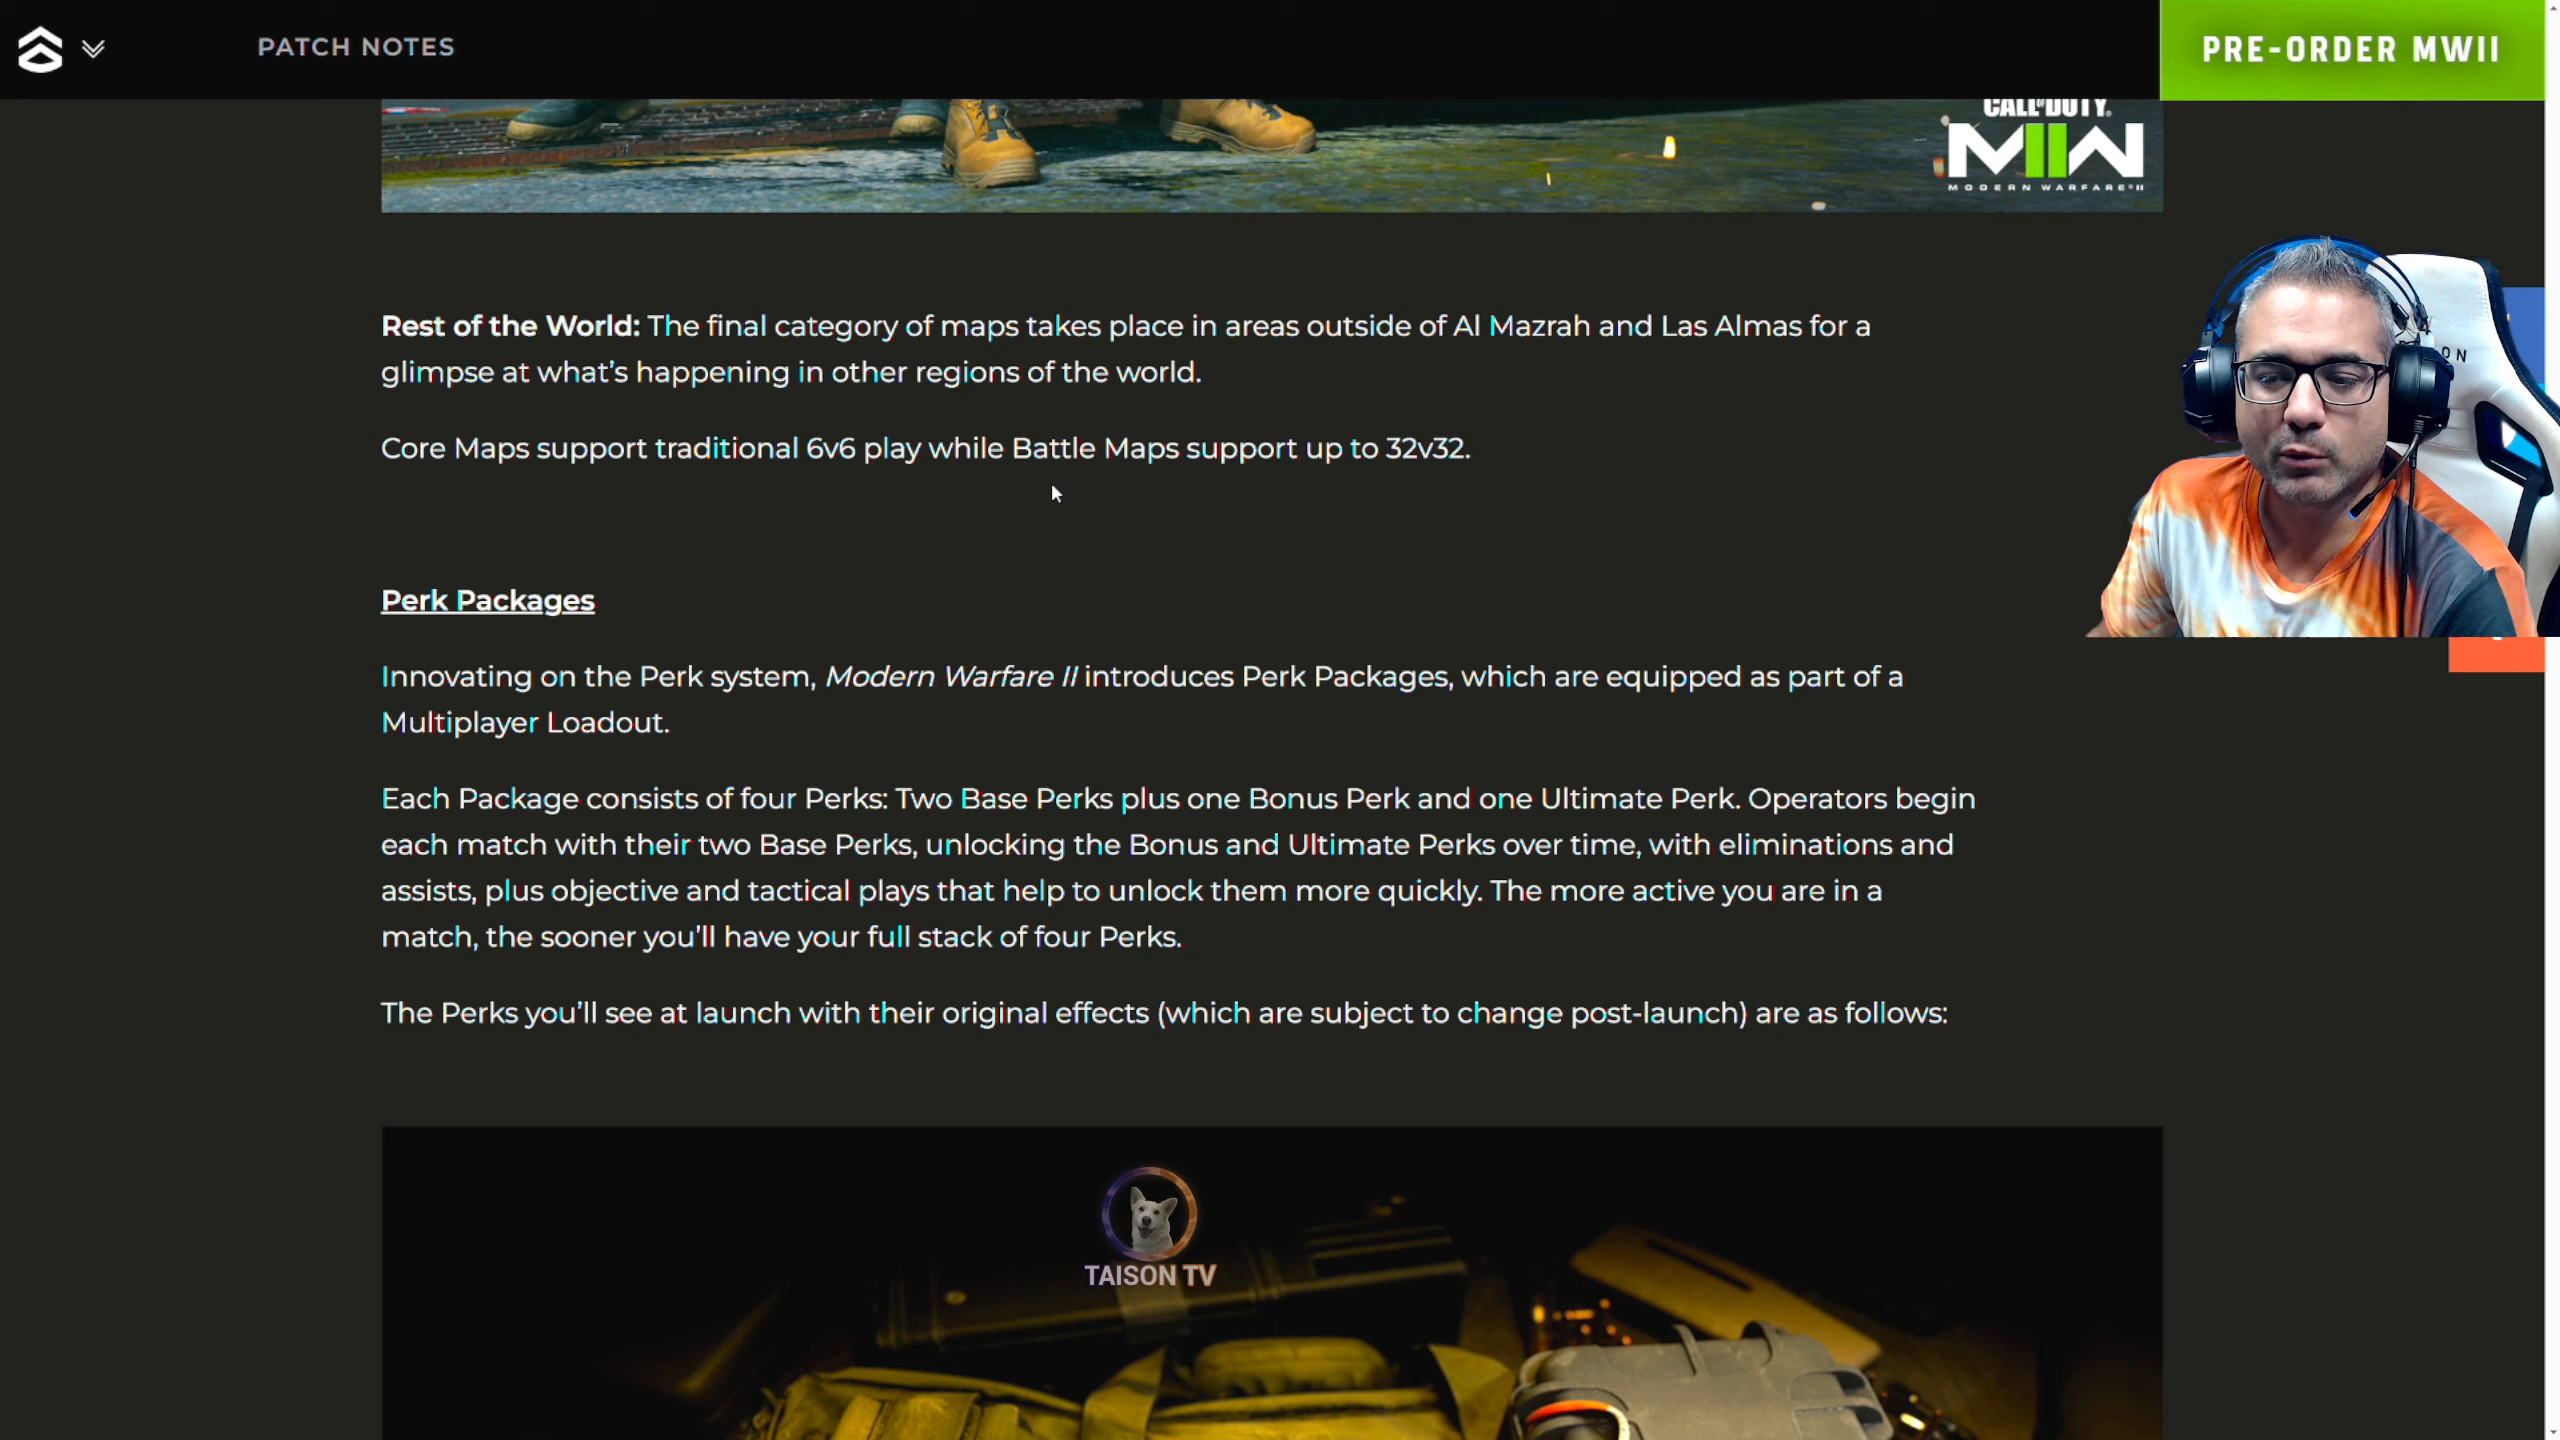 PATCH NOTES
PRE-ORDER MWII
CALL OF DUTY.
MIIW
MODERN WARFARE II
Rest of the World: The final category of maps takes place in areas outside of Al Mazrah and Las Almas for a
glimpse at what’s happening in other regions of the world.
Core Maps support traditional 6v6 play while Battle Maps support up to 32v32.
Perk Packages
Innovating on the Perk system, Modern Warfare II introduces Perk Packages, which are equipped as part of a
Multiplayer Loadout.
Each Package consists of four Perks: Two Base Perks plus one Bonus Perk and one Ultimate Perk. Operators begin
each match with their two Base Perks, unlocking the Bonus and Ultimate Perks over time, with eliminations and
assists, plus objective and tactical plays that help to unlock them more quickly. The more active you are in a
match, the sooner you’ll have your full stack of four Perks.
The Perks you’ll see at launch with their original effects (which are subject to change post-launch) are as follows:
TAISON TV